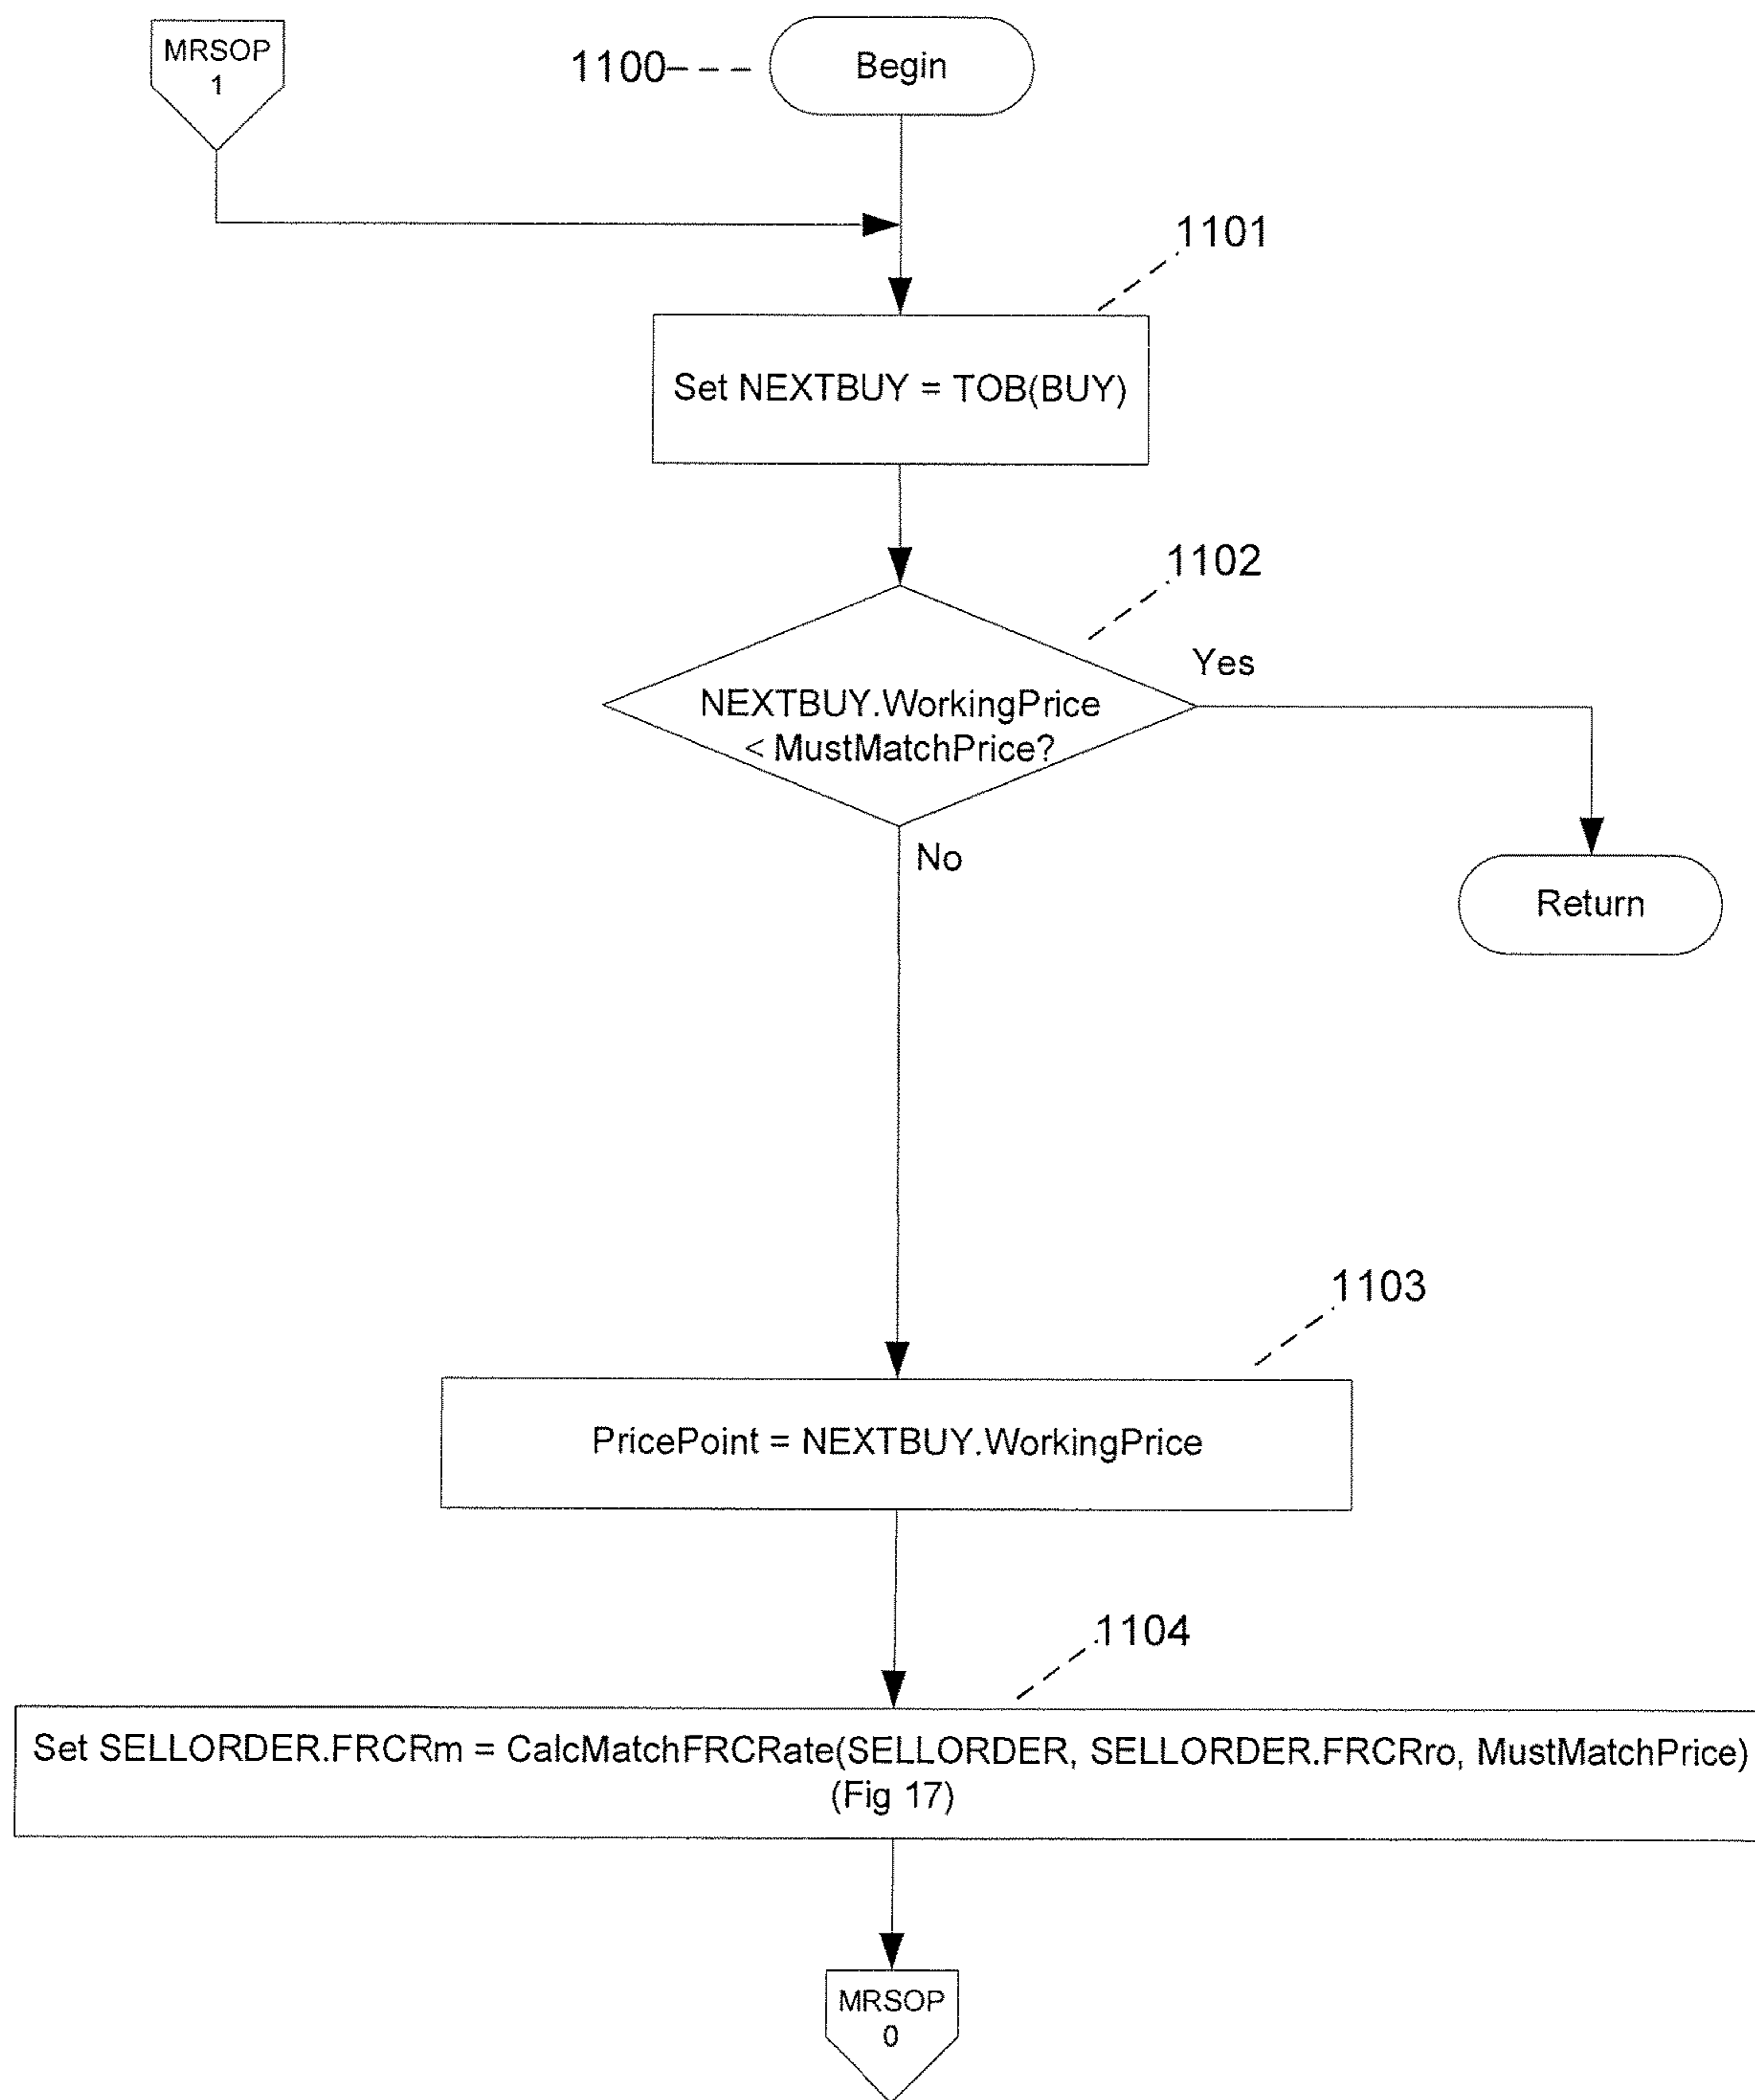 MRSOP
1
1100
Begin
1101
Set NEXTBUY = TOB(BUY)
1102
NEXTBUY.WorkingPrice
< MustMatchPrice?
Yes
No
Return
1103
PricePoint = NEXTBUY.WorkingPrice
1104
Set SELLORDER.FRCRm = CalcMatchFRCRate(SELLORDER, SELLORDER.FRCRro, MustMatchPrice)
(Fig 17)
MRSOP
0